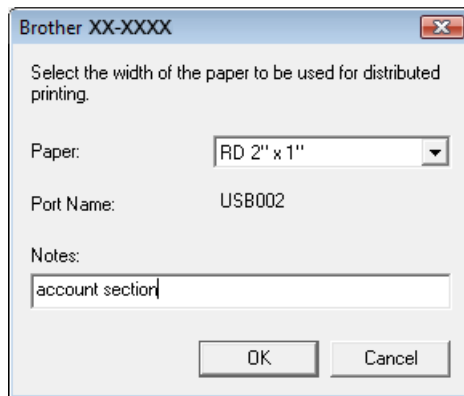 Brother XX-XXXX
Select the width of the paper to be used for distributed
printing.
Paper: RD 2" x 1"
Port Name: USB002
Notes:
account section
OK Cancel